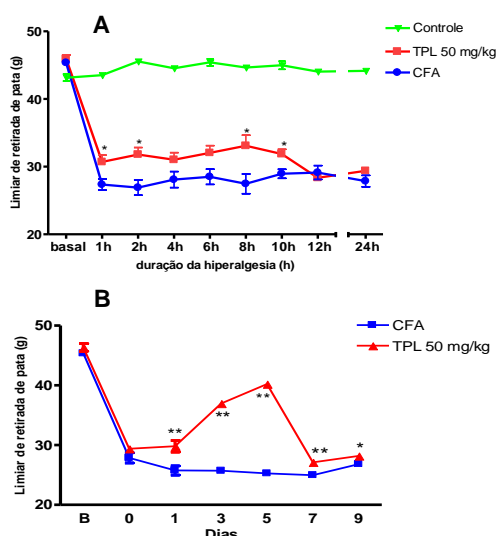 A
Controle
TPL 50 mg/kg
CFA
Limiar de retirada de pata (g)
50
40
30
20
* * * *
basal 1h 2h 4h 6h 8h 10h 12h 24h
duração da hiperalgesia (h)
B
CFA
TPL 50 mg/kg
Limiar de retirada de pata (g)
50
40
30
20
** ** ** ** *
B 0 1 3 5 7 9
Dias